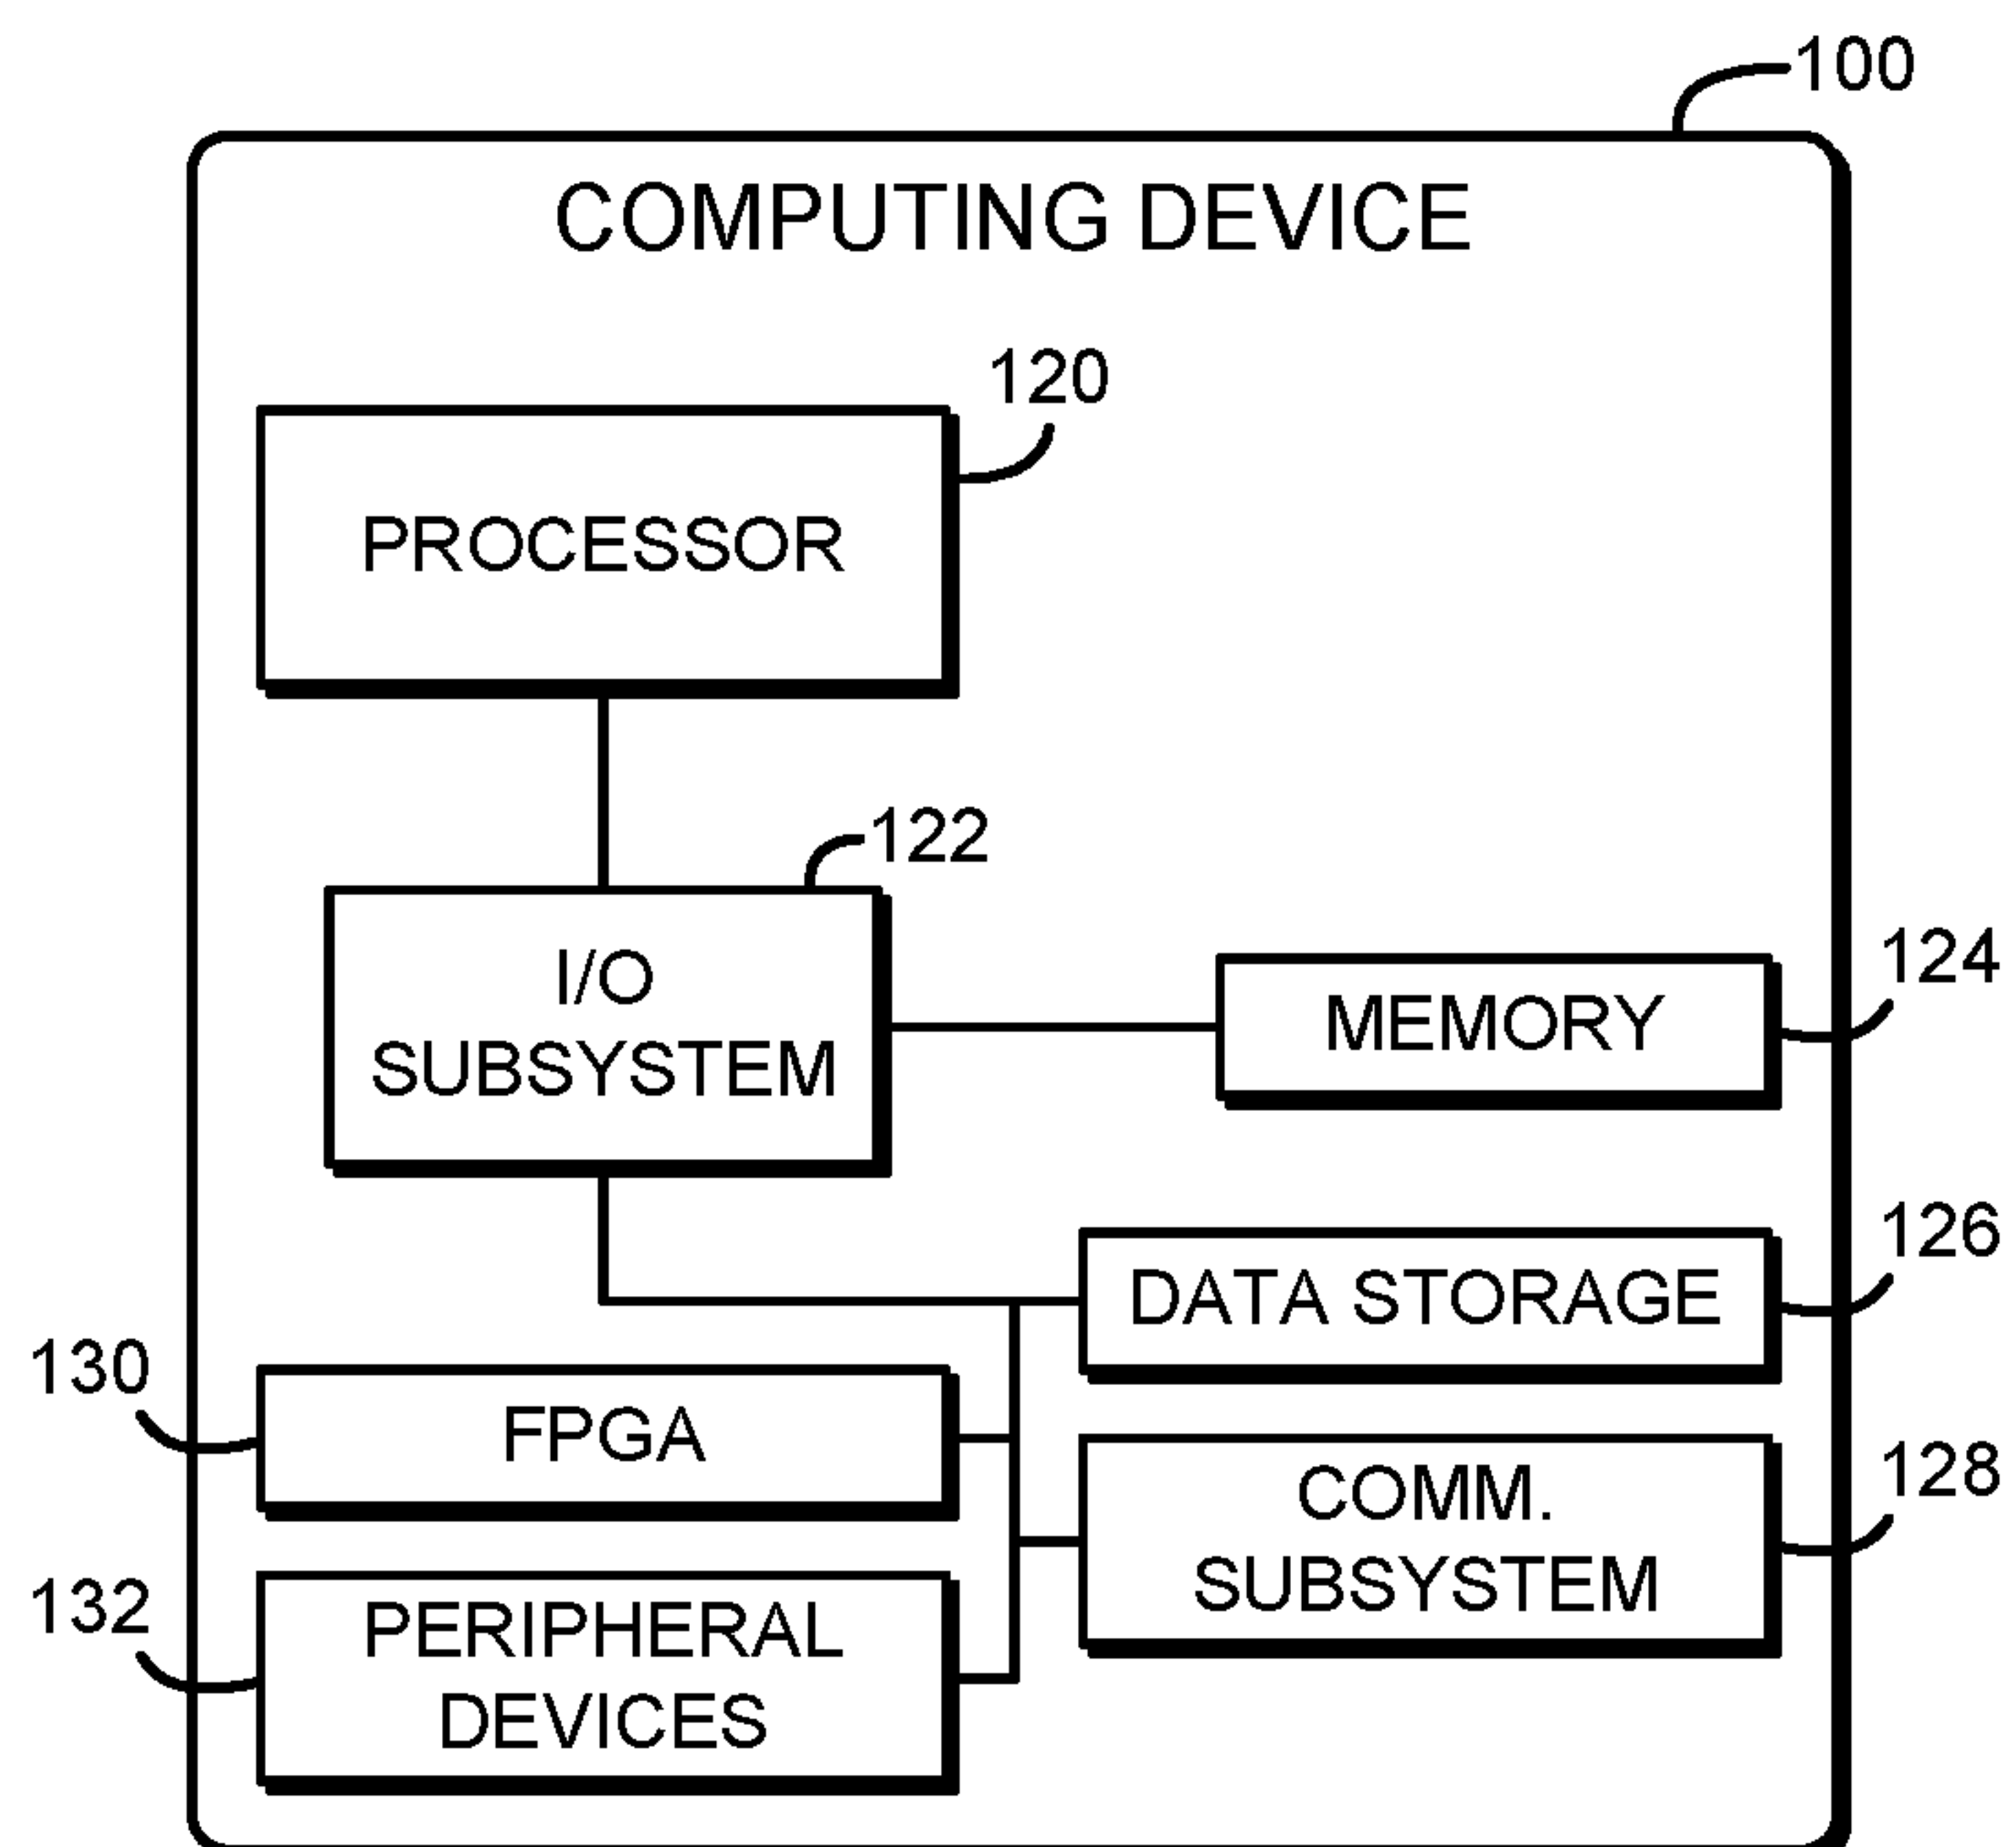 100
COMPUTING DEVICE
120
PROCESSOR
122
I/O
SUBSYSTEM
124
MEMORY
126
DATA STORAGE
130
FPGA
128
COMM.
SUBSYSTEM
132
PERIPHERAL
DEVICES